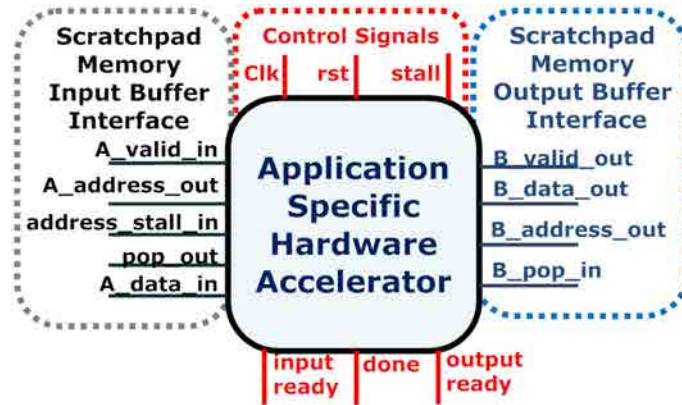 Scratchpad
Memory
Input Buffer
Interface
A_valid_in
A_address_out
address_stall_in
pop_out
A_data_in
Control Signals
Clk
rst
stall
Application
Specific
Hardware
Accelerator
input
ready
done
output
ready
Scratchpad
Memory
Output Buffer
Interface
B_valid_out
B_data_out
B_address_out
B_pop_in